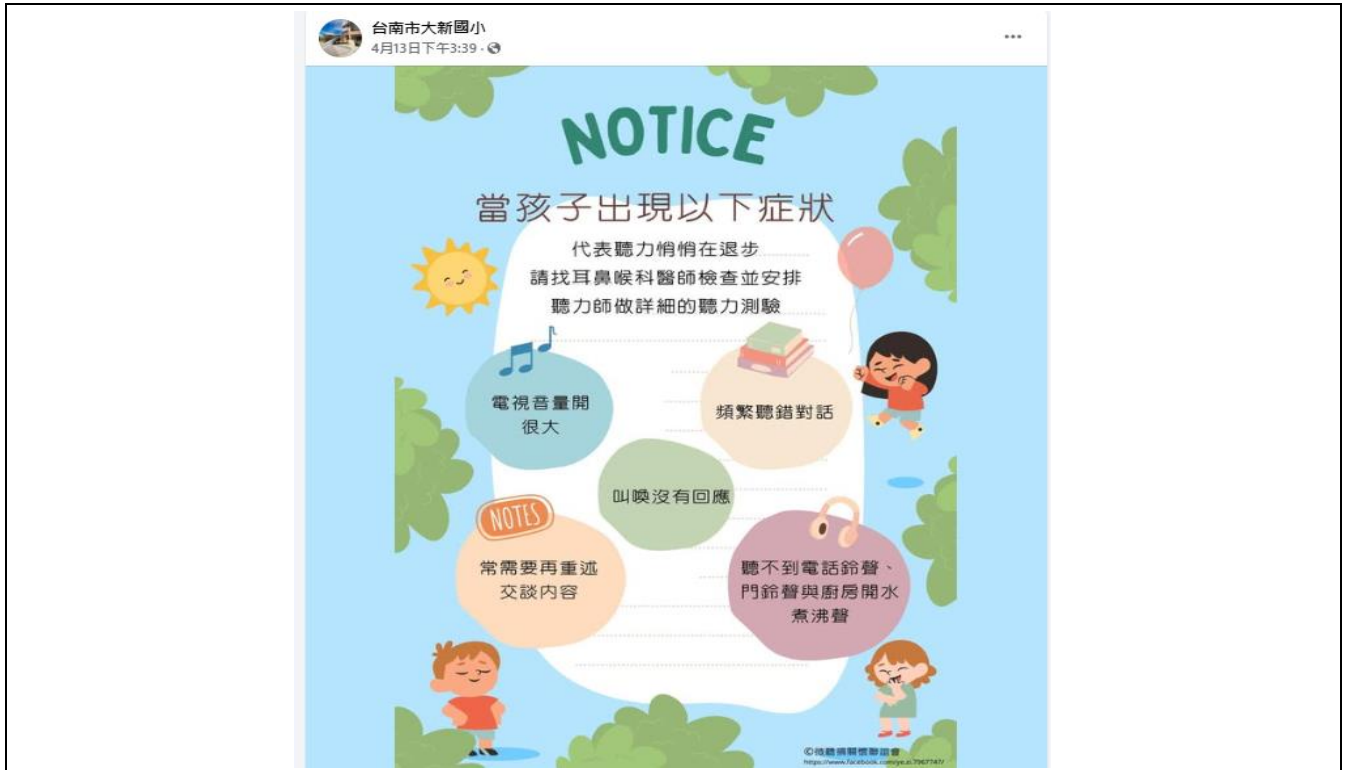 台南市大新國小
4月13日下午3:39
NOTICE
當孩子出現以下症狀
代表聽力悄悄在退步
請找耳鼻喉科醫師檢查並安排
聽力師做詳細的聽力測驗
電視音量開
很大
頻繁聽錯對話
叫喚沒有回應
NOTES
常需要再重述
交談內容
聽不到電話鈴聲、
門鈴聲與廚房開水
煮沸聲